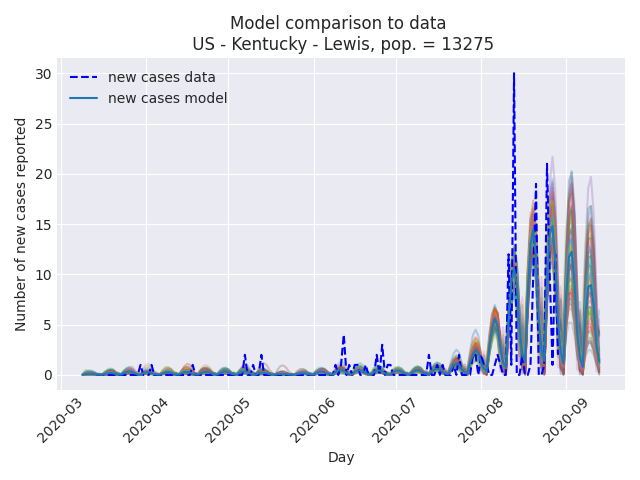 Model comparison to data
US - Kentucky - Lewis, pop. = 13275
new cases data
new cases model
Number of new cases reported
30
25
20
15
10
5
0
2020-03
2020-04
2020-05
2020-06
2020-07
2020-08
2020-09
Day